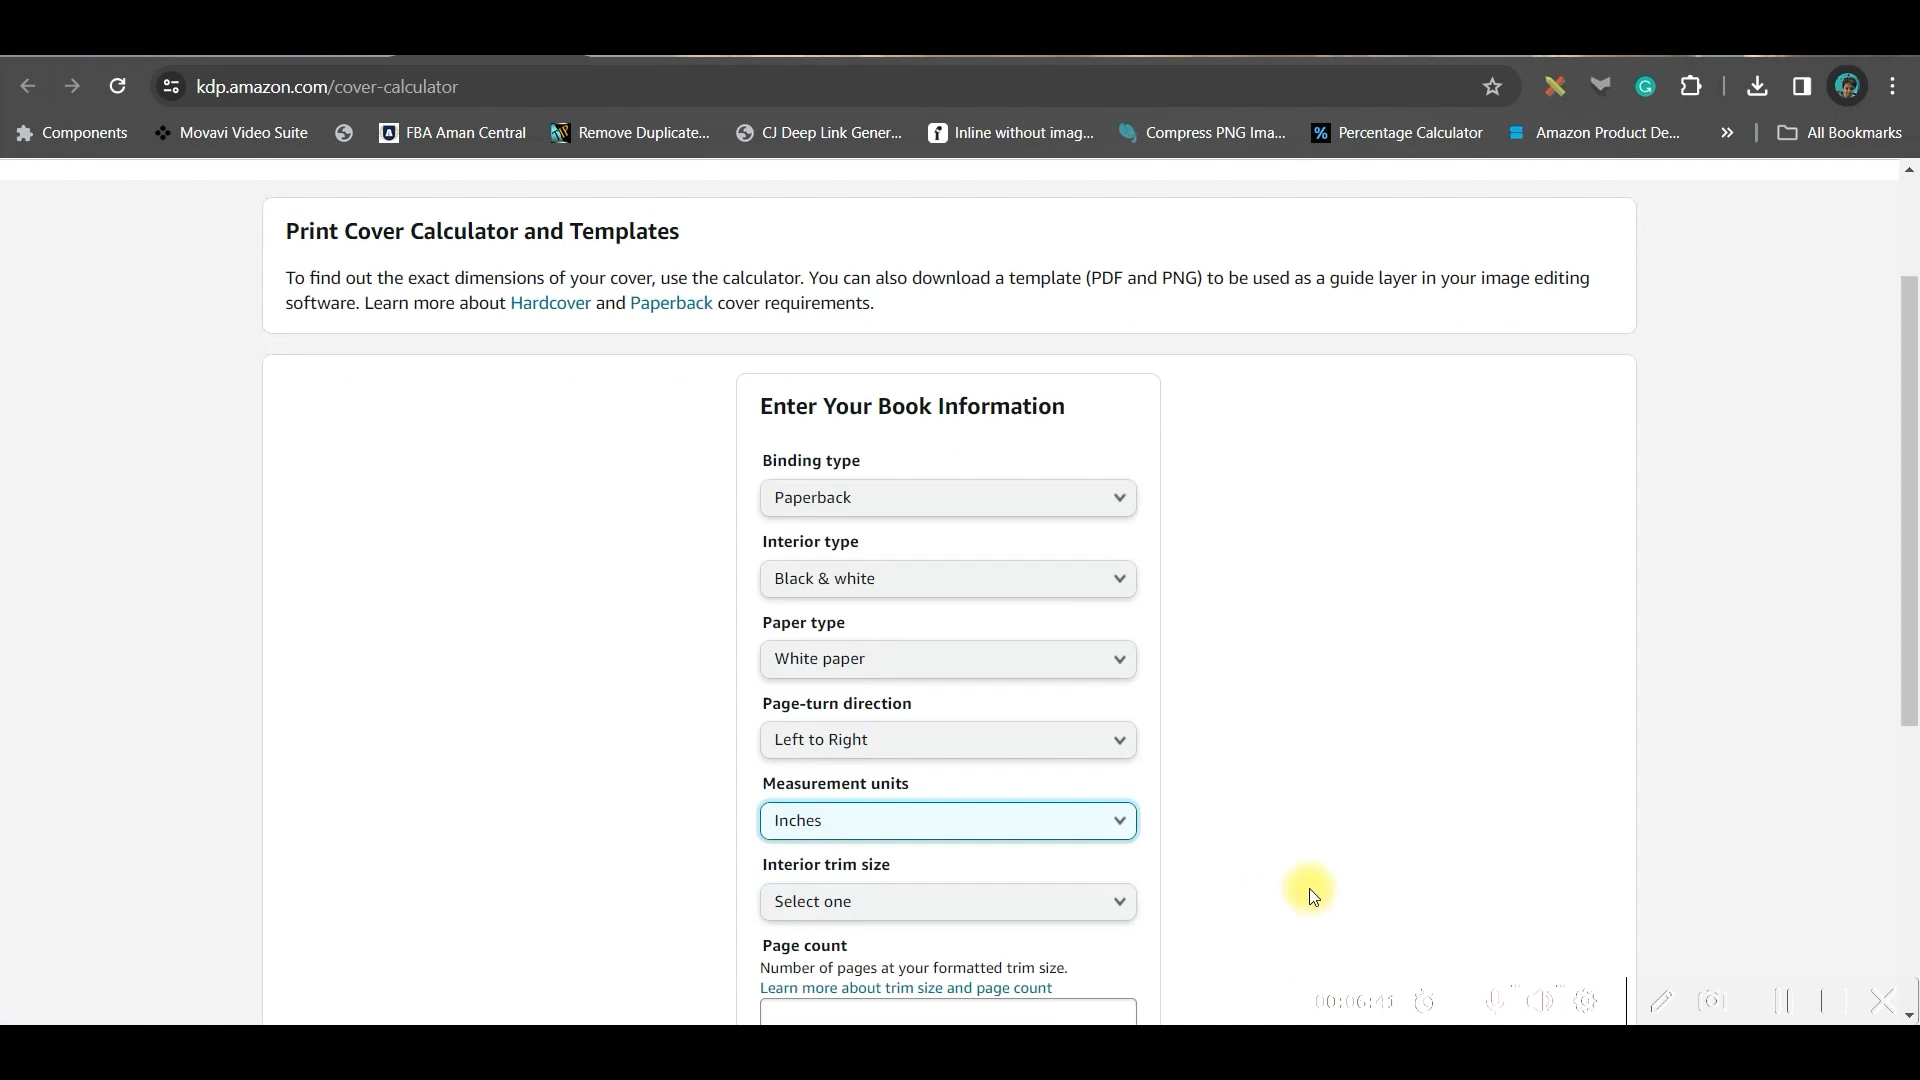 kdp.amazon.com/cover-calculator
Components
Movavi Video Suite
FBA Aman Central
Remove Duplicate...
CJ Deep Link Gener...
Inline without imag...
Compress PNG Ima...
Percentage Calculator
Amazon Product De...
All Bookmarks
Print Cover Calculator and Templates
To find out the exact dimensions of your cover, use the calculator. You can also download a template (PDF and PNG) to be used as a guide layer in your image editing
software. Learn more about Hardcover and Paperback cover requirements.
Enter Your Book Information
Binding type
Paperback
Interior type
Black & white
Paper type
White paper
Page-turn direction
Left to Right
Measurement units
Inches
Interior trim size
Select one
Page count
Number of pages at your formatted trim size.
Learn more about trim size and page count
00:06:41